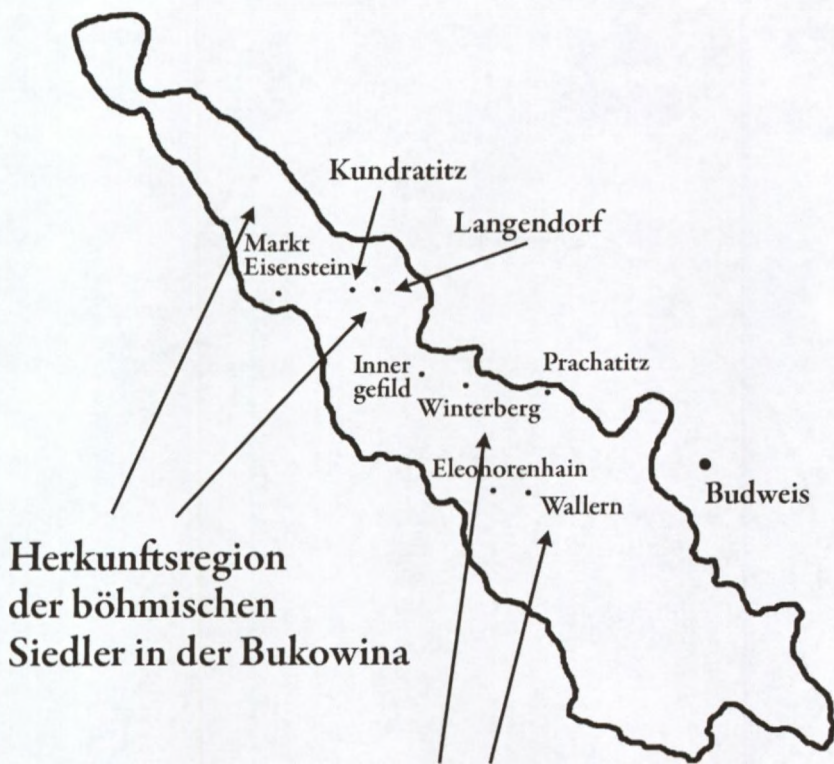 Kundratitz
Langendorf
Markt
Eisenstein
Inner
gefild
Prachatitz
Winterberg
Eleonorenhain
Wallern
Budweis
Herkunftsregion
der böhmischen
Siedler in der Bukowina